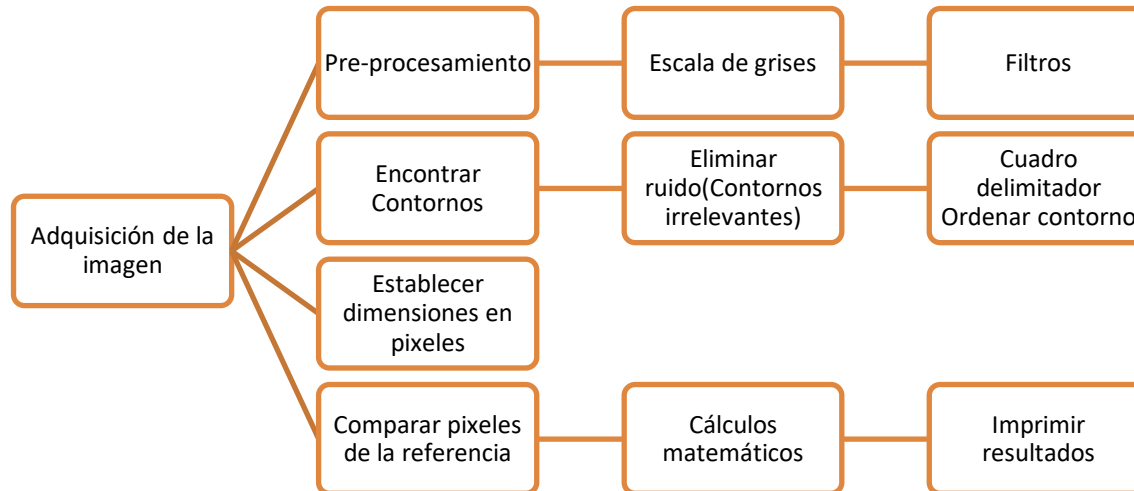 Pre-procesamiento
Escala de grises
Filtros
Encontrar
Contornos
Eliminar
ruido(Contornos
irrelevantes)
Cuadro
delimitador
Ordenar contorno
Adquisición de la
imagen
Establecer
dimensiones en
pixeles
Comparar pixeles
de la referencia
Cálculos
matemáticos
Imprimir
resultados